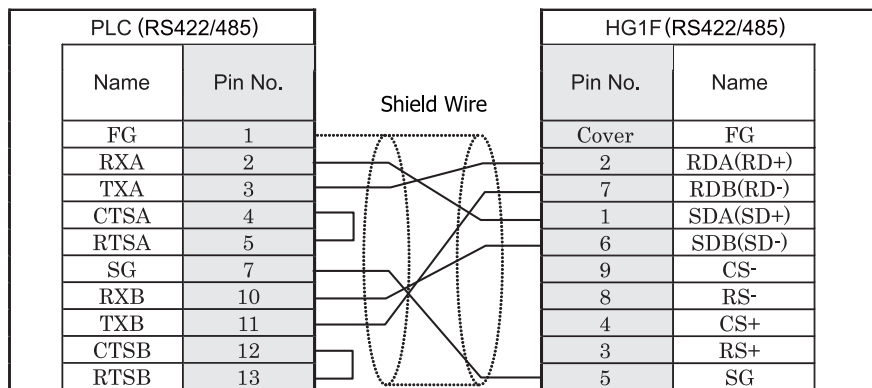 PLC (RS422/485) HG1F(RS422/485)
Name Pin No. Pin No. Name
Shield Wire
FG 1 Cover FG
RXA 2 2 RDA(RD+)
TXA 3 7 RDB(RD-)
CTSA 4 1 SDA(SD+)
RTSA 5 6 SDB(SD-)
SG 7 9 CS-
RXB 10 8 RS-
TXB 11 4 CS+
CTSB 12 3 RS+
RTSB 13 5 SG